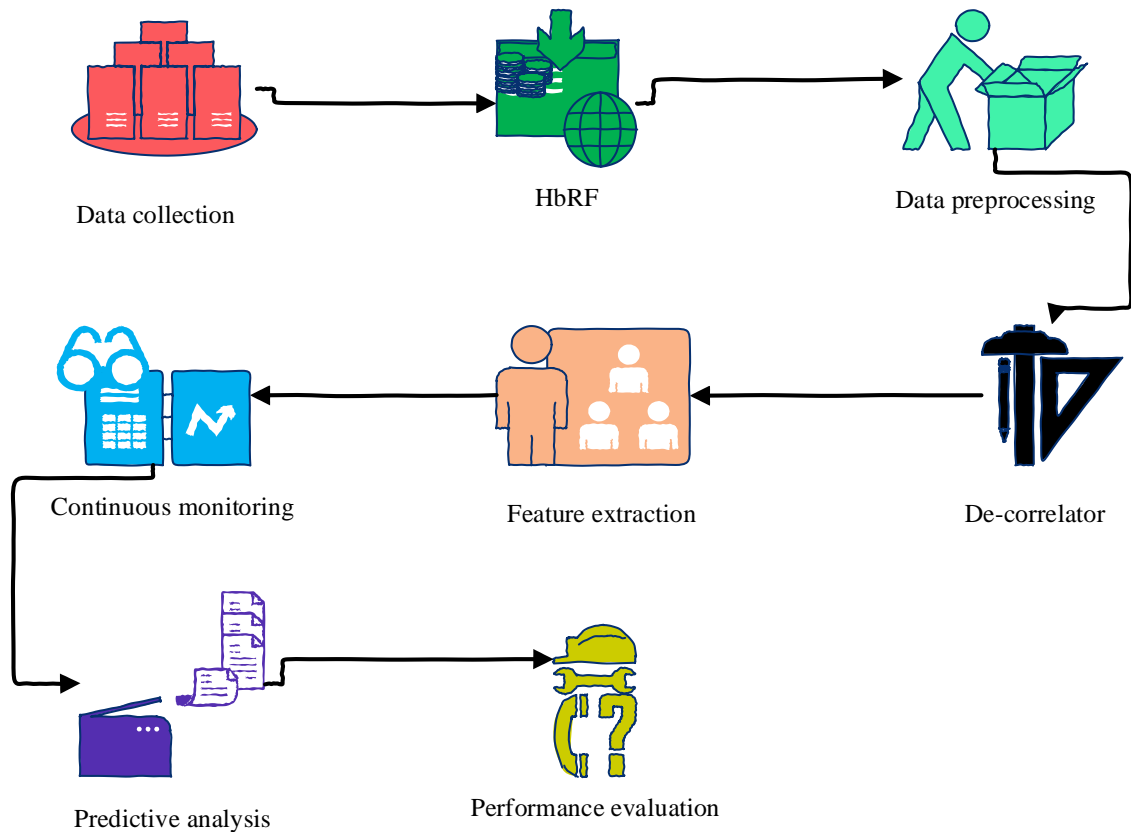 Data collection
HbRF
Data preprocessing
De-correlator
Feature extraction
Continuous monitoring
Predictive analysis
Performance evaluation